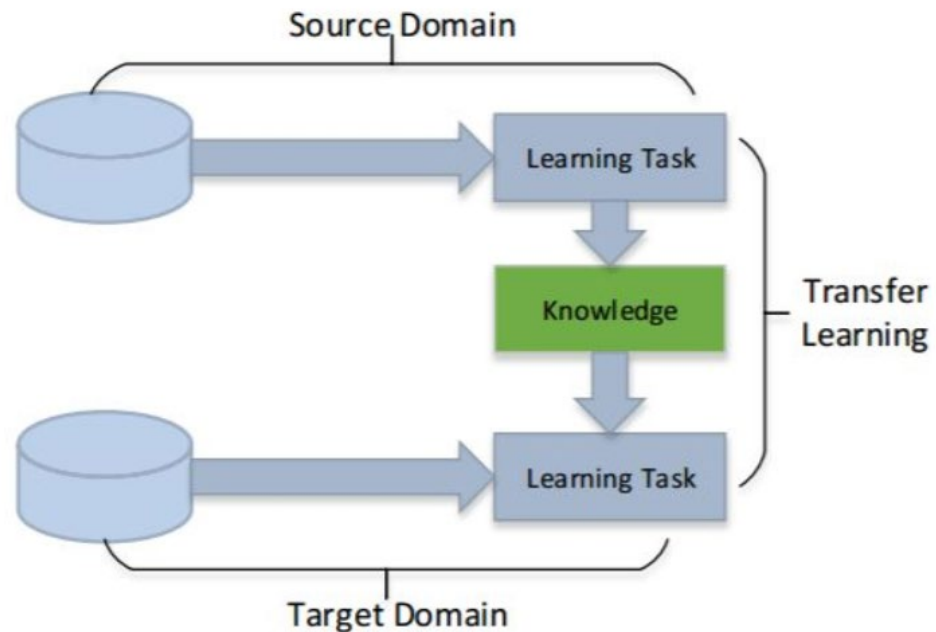 Source Domain
Learning Task
Knowledge
Transfer
Learning
Learning Task
Target Domain